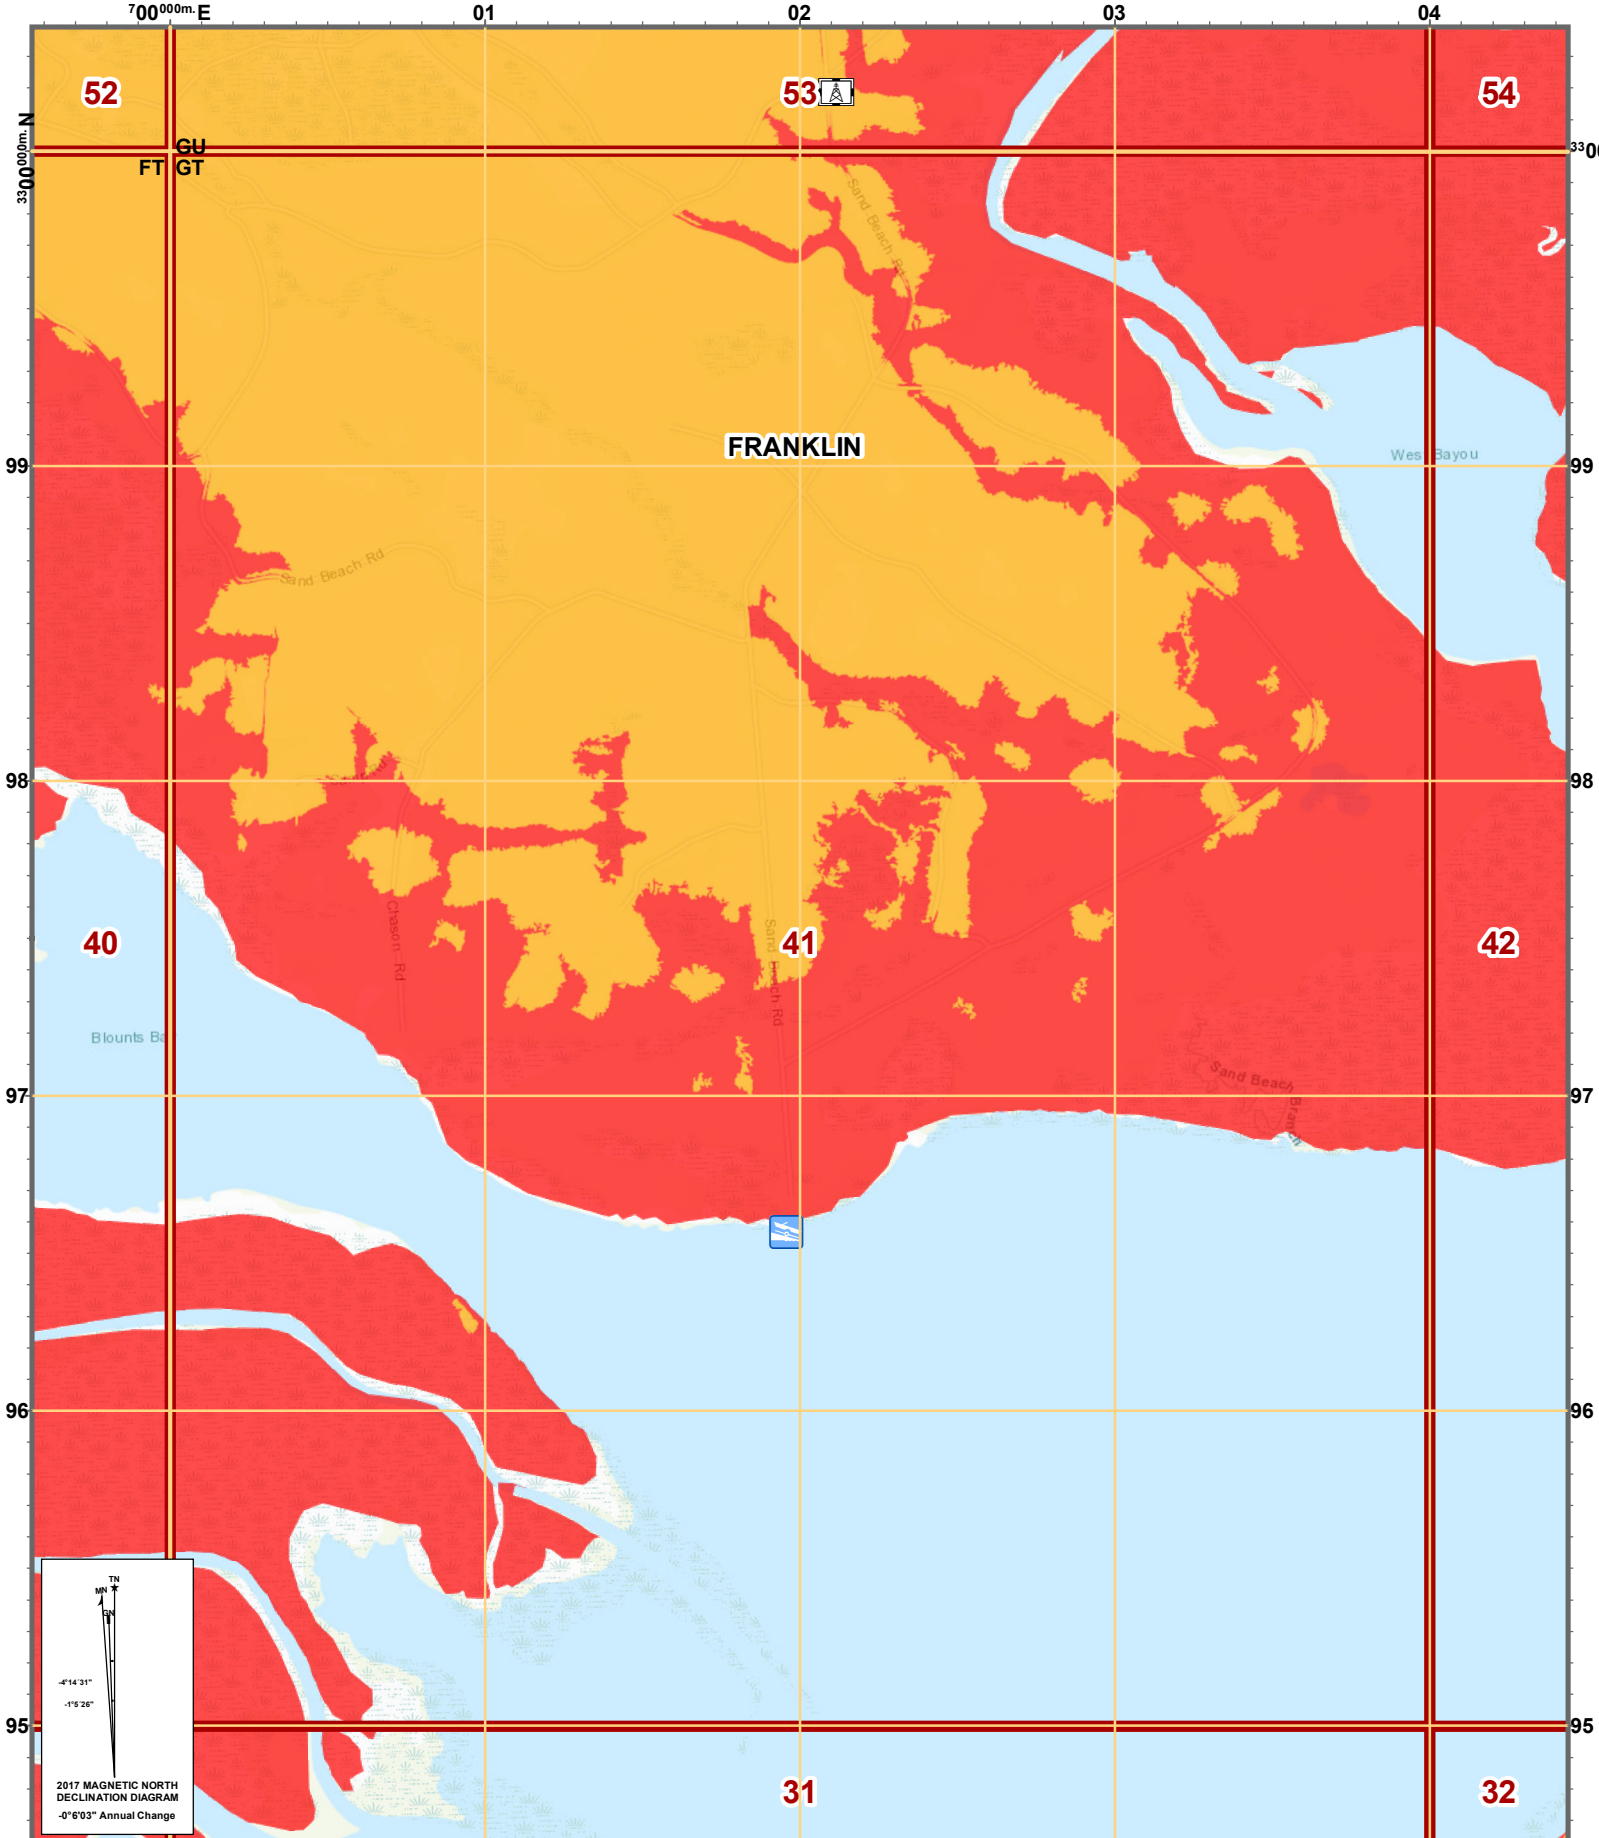 700000m. E
01
02
03
04
52
53
54
3300000m. N
GU
FT
GT
3300
Sand Beach Rd
FRANKLIN
99
West Bayou
99
Sand Beach Rd
98
98
40
41
42
Chason Rd
Sand Beach Rd
Blounts Ba
97
Sand Beach
Branch
97
96
96
95
95
TN
MN
GN
-4°14'31"
-1°5'26"
2017 MAGNETIC NORTH
DECLINATION DIAGRAM
-0°6'03" Annual Change
31
32